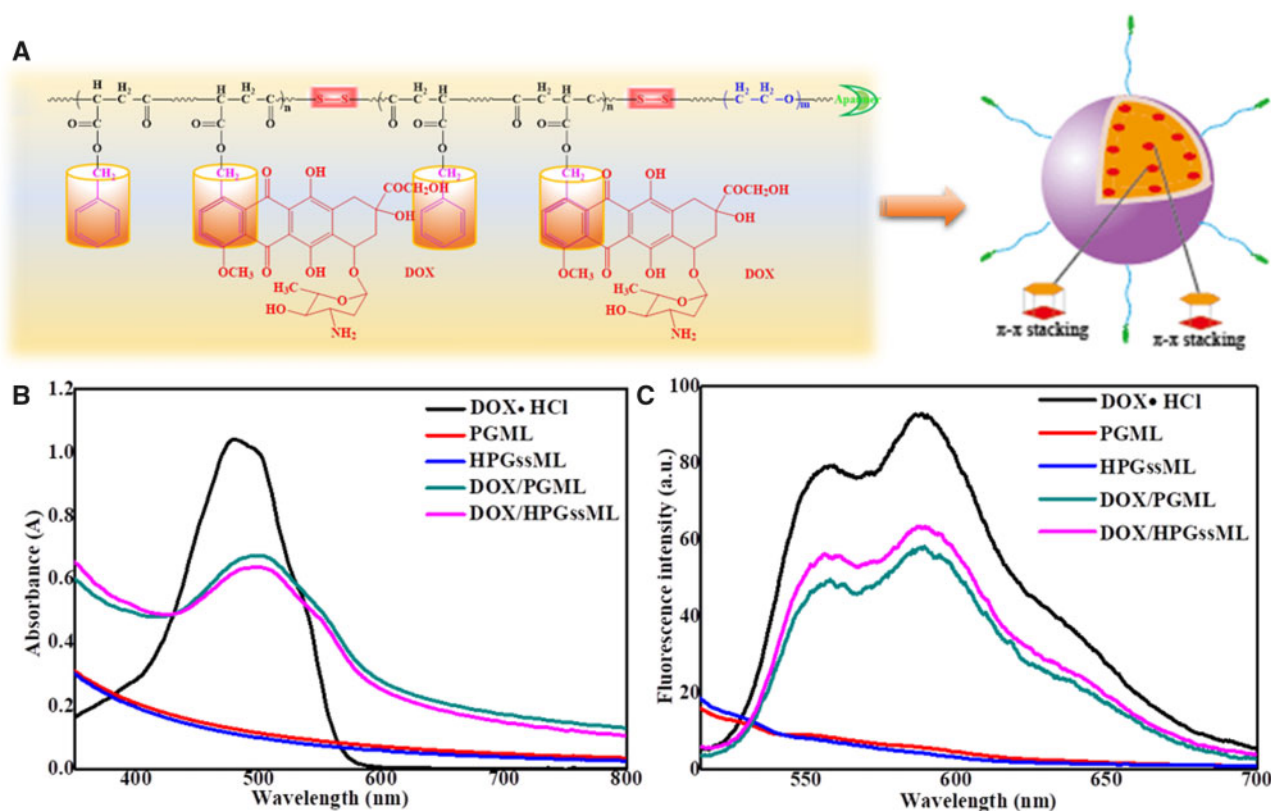 A
H H2 H H2 H2 H H2 H H2 H2
C C C C n S S C C C C n S S C C O m Aptamer
O C O O C O O C O O C O
O O O O
CH2 CH2 CH2 CH2
O OH COCH2OH O OH COCH2OH
OH OH
OCH3 O OH O OCH3 O OH O
DOX DOX
H3C O H3C O
HO HO
NH2 NH2
π-π stacking π-π stacking
B
1.2
1.0
0.8
0.6
0.4
0.2
0.0
Absorbance (A)
DOX• HCl
PGML
HPGssML
DOX/PGML
DOX/HPGssML
400 500 600 700 800
Wavelength (nm)
C
100
80
60
40
20
0
Fluorescence intensity (a.u.)
DOX• HCl
PGML
HPGssML
DOX/PGML
DOX/HPGssML
550 600 650 700
Wavelength (nm)